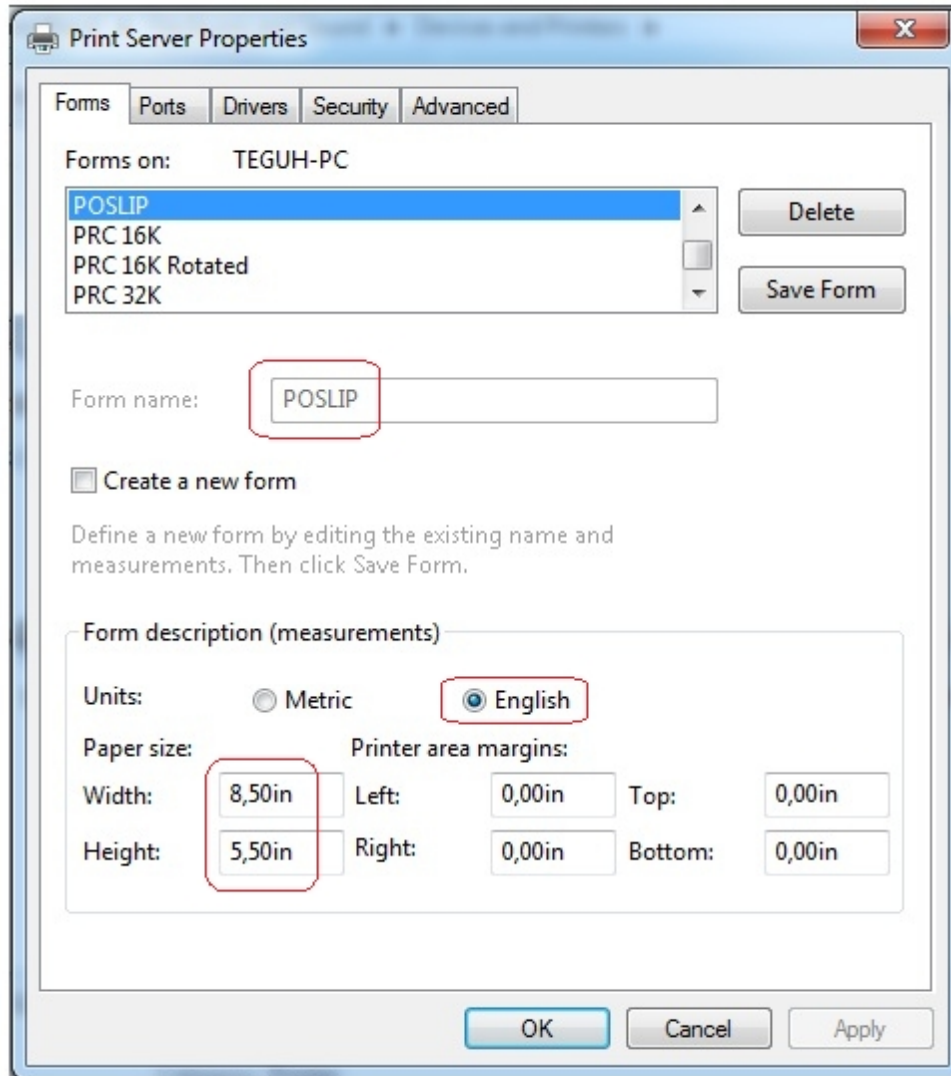 Print Server Properties
Forms Ports Drivers Security Advanced
Forms on: TEGUH-PC
POSLIP
PRC 16K
PRC 16K Rotated
PRC 32K
Delete
Save Form
Form name: POSLIP
Create a new form
Define a new form by editing the existing name and
measurements. Then click Save Form.
Form description (measurements)
Units: Metric English
Paper size: Printer area margins:
Width: 8,50in Left: 0,00in Top: 0,00in
Height: 5,50in Right: 0,00in Bottom: 0,00in
OK Cancel Apply